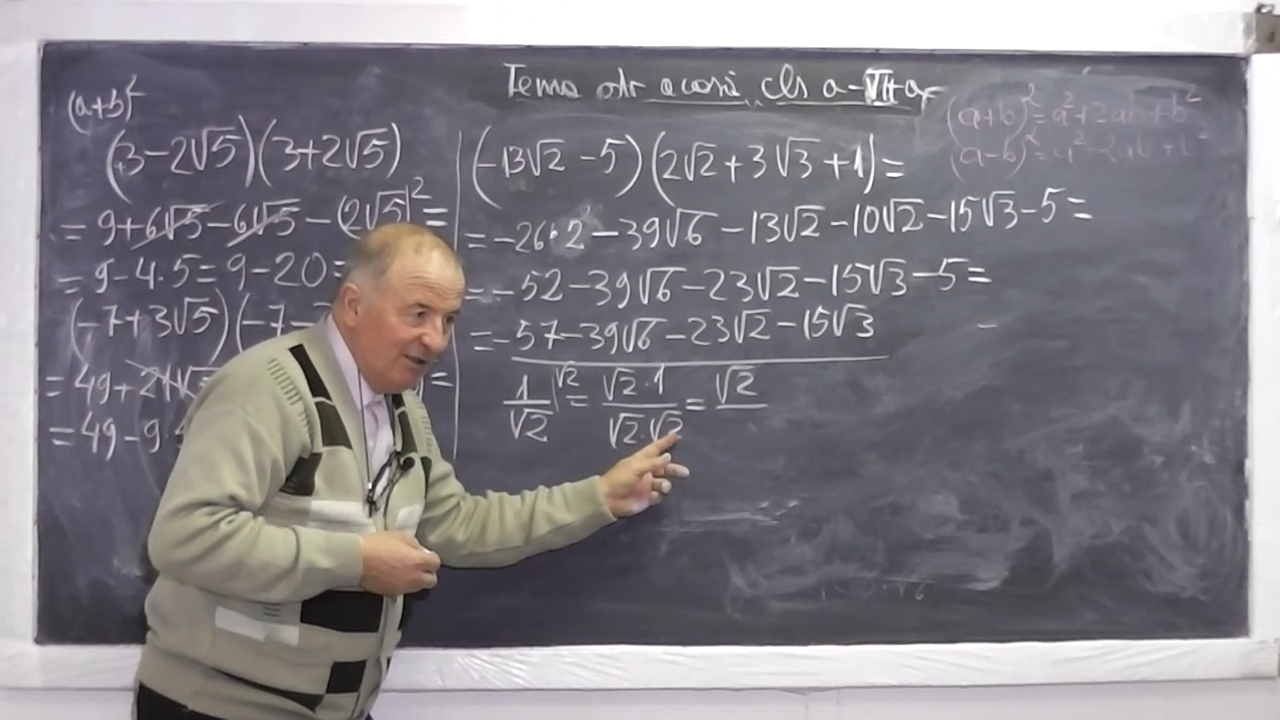 Tema
(a+b)²
(a+b)²=a²+2ab+b²
(a-b)²=a²-2ab+b²
(3-2√5)(3+2√5)
= 9+6√5-6√5-(2√5)²=
= 9-4·5=9-20=
(-7+3√5)(-7-
= 49+21√5 =
= 49-9·
(-13√2-5)(2√2+3√3+1)=
=-26·2-39√6-13√2-10√2-15√3-5=
=-52-39√6-23√2-15√3-5=
=-57-39√6-23√2-15√3
1/√2 |√2 = √2·1/√2·√2 = √2/